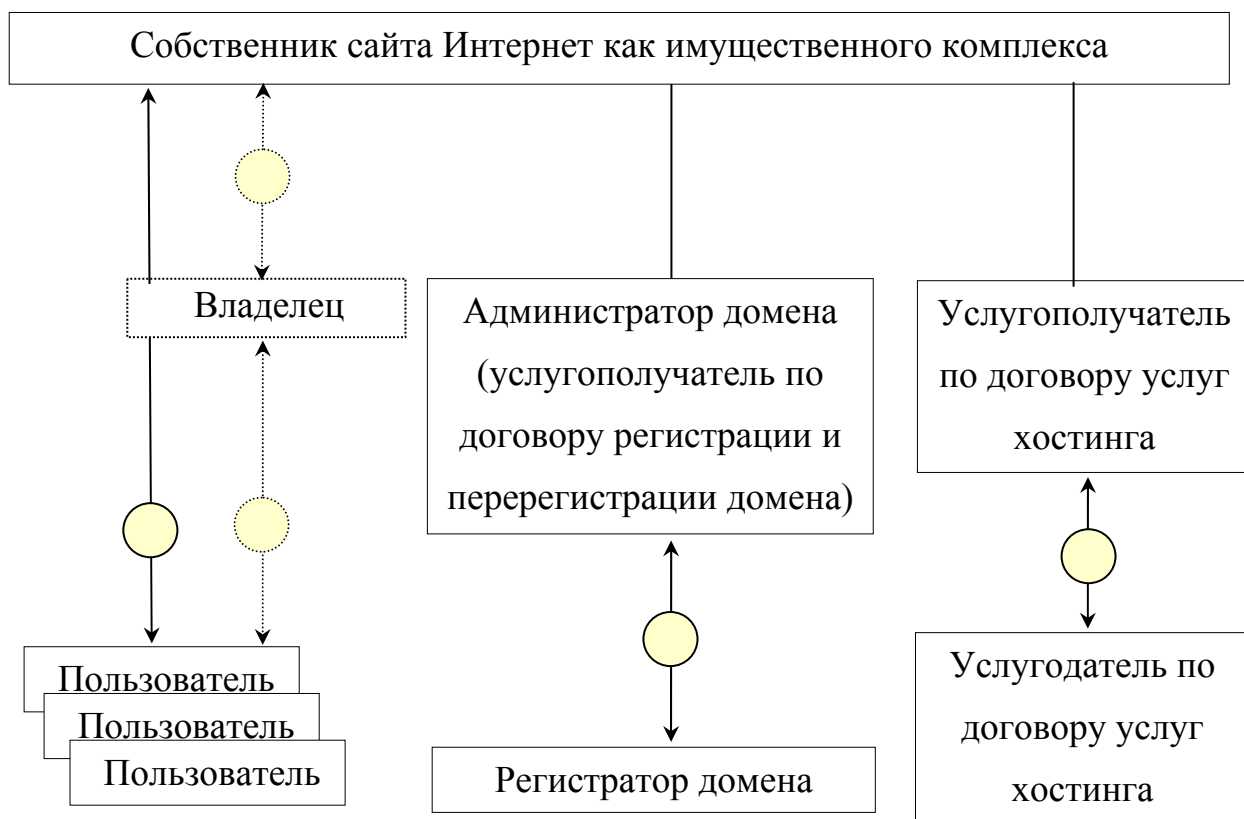 Собственник сайта Интернет как имущественного комплекса
Владелец
Администратор домена
(услугополучатель по
договору регистрации и
перерегистрации домена)
Услугополучатель
по договору услуг
хостинга
Пользователь
Пользователь
Пользователь
Регистратор домена
Услугодатель по
договору услуг
хостинга